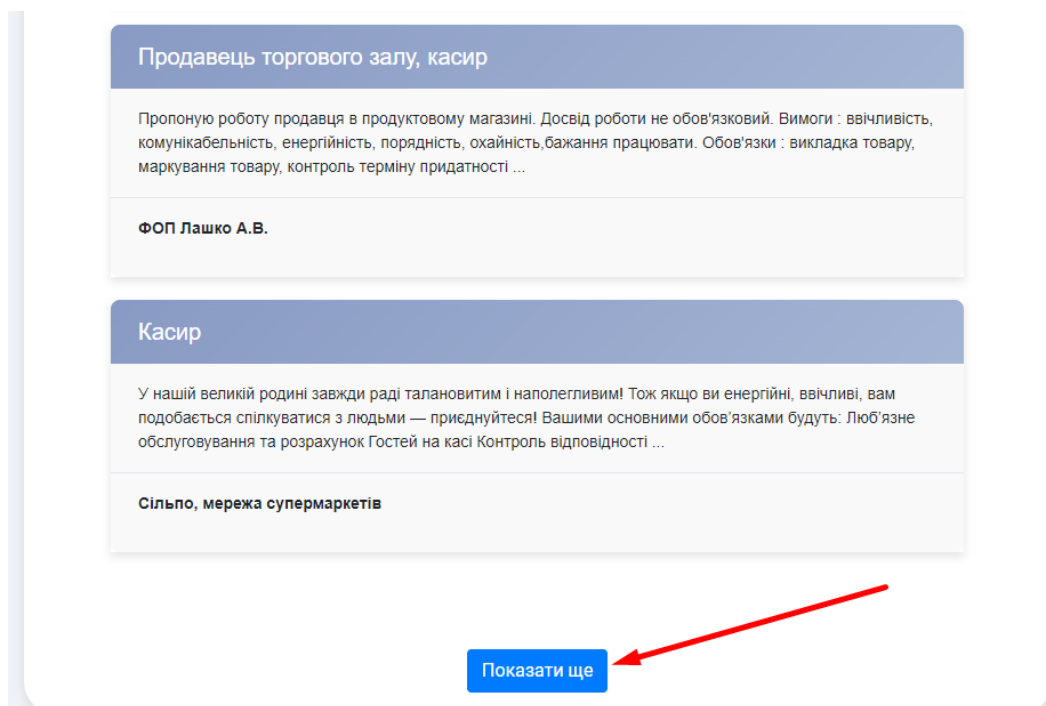 Продавець торгового залу, касир
Пропоную роботу продавця в продуктовому магазині. Досвід роботи не обов'язковий. Вимоги : ввічливість,
комунікабельність, енергійність, порядність, охайність,бажання працювати. Обов'язки : викладка товару,
маркування товару, контроль терміну придатності ...
ФОП Лашко А.В.
Касир
У нашій великій родині завжди раді талановитим і наполегливим! Тож якщо ви енергійні, ввічливі, вам
подобається спілкуватися з людьми — приєднуйтеся! Вашими основними обов’язками будуть: Люб’язне
обслуговування та розрахунок Гостей на касі Контроль відповідності ...
Сільпо, мережа супермаркетів
Показати ще